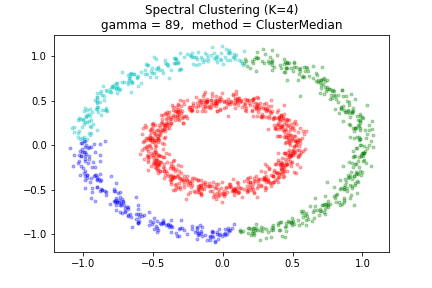 Spectral Clustering (K=4)
gamma = 89,  method = ClusterMedian
1.0
0.5
0.0
−0.5
−1.0
−1.0 −0.5 0.0 0.5 1.0